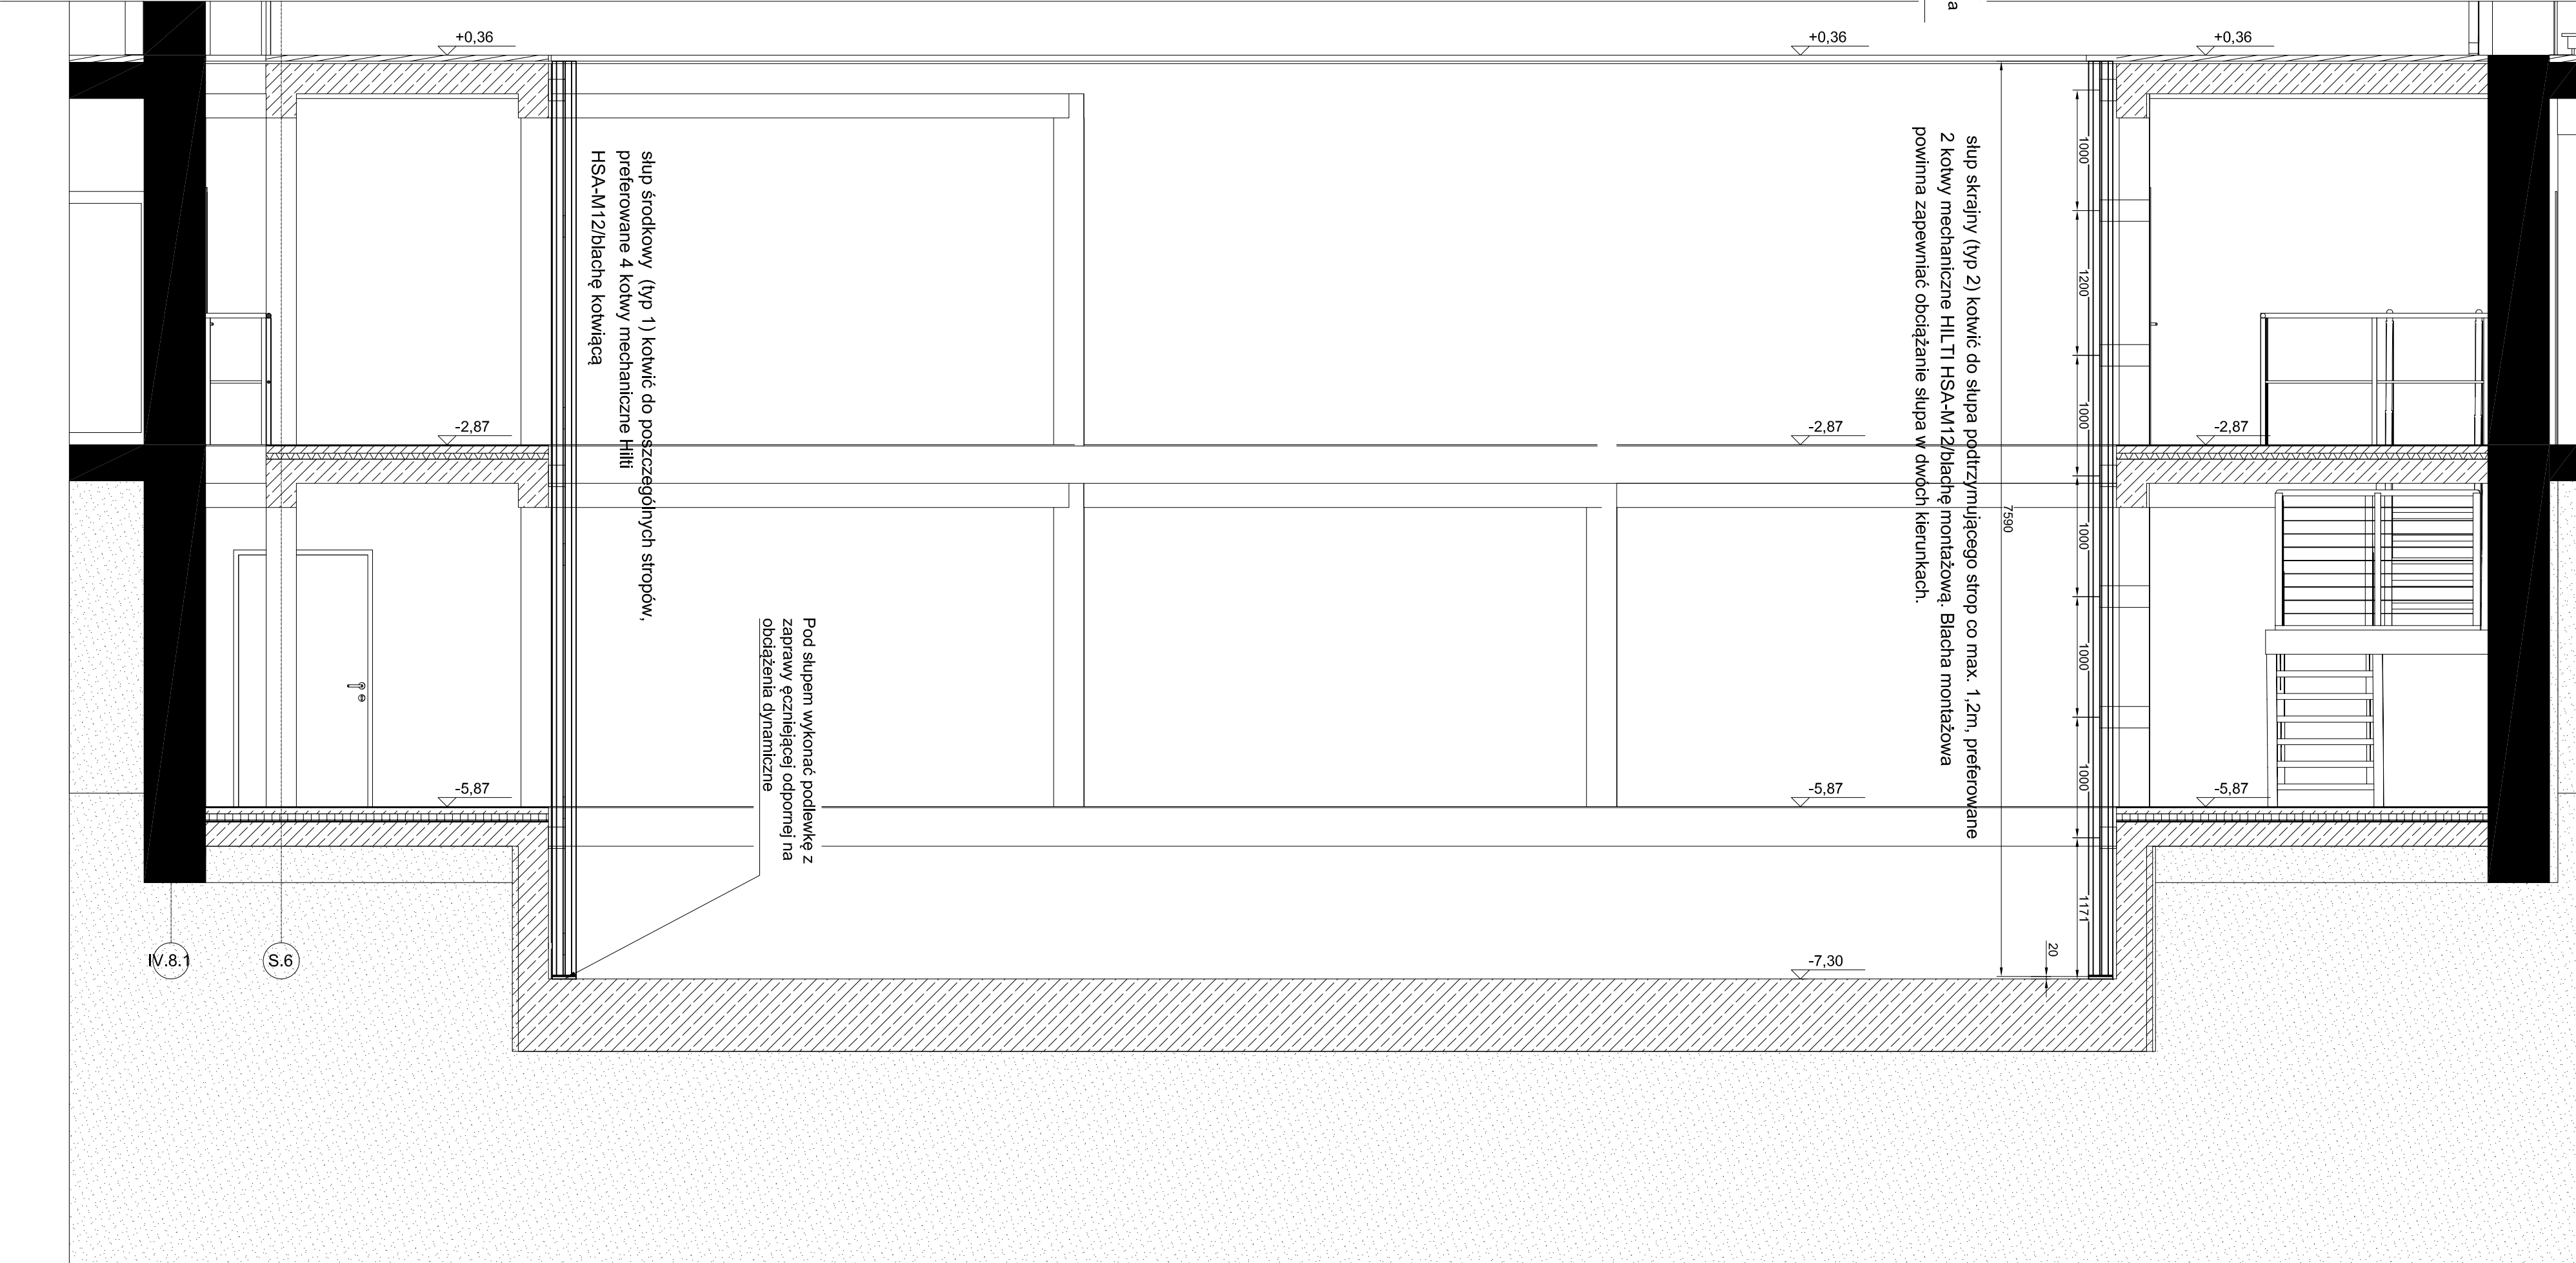 a
+0,36
+0,36
+0,36
słup środkowy (typ 1) kotwić do poszczególnych stropów,
preferowane 4 kotwy mechaniczne Hilti
HSA-M12/blachę kotwiącą
słup skrajny (typ 2) kotwić do słupa podtrzymującego strop co max. 1,2m, preferowane
2 kotwy mechaniczne HILTI HSA-M12/blachę montażową. Blacha montażowa
powinna zapewniać obciążanie słupa w dwóch kierunkach.
7590
1000
1200
1000
1000
1000
1000
1171
20
-2,87
-2,87
-2,87
Pod słupem wykonać podlewkę z
zaprawy ęczniejącej odpornej na
obciążenia dynamiczne
-5,87
-5,87
-5,87
-7,30
IV.8.1
S.6